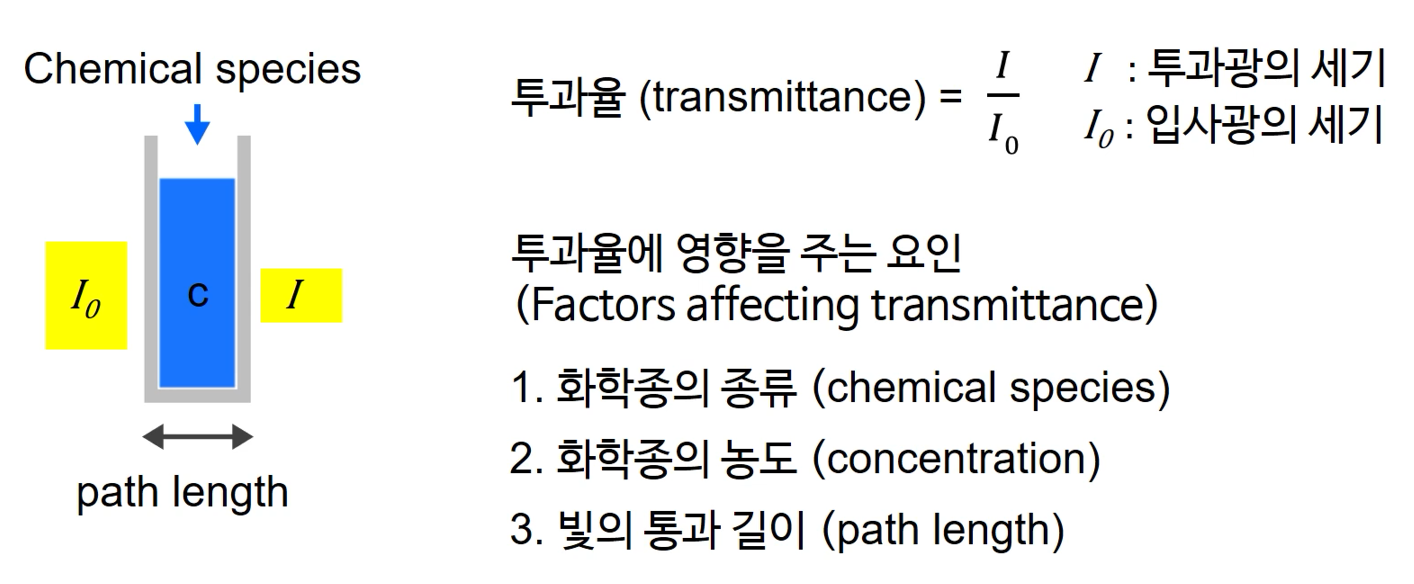 Chemical species
c
I₀
I
path length
투과율 (transmittance) = I / I₀
I : 투과광의 세기
I₀ : 입사광의 세기
투과율에 영향을 주는 요인
(Factors affecting transmittance)
1. 화학종의 종류 (chemical species)
2. 화학종의 농도 (concentration)
3. 빛의 통과 길이 (path length)